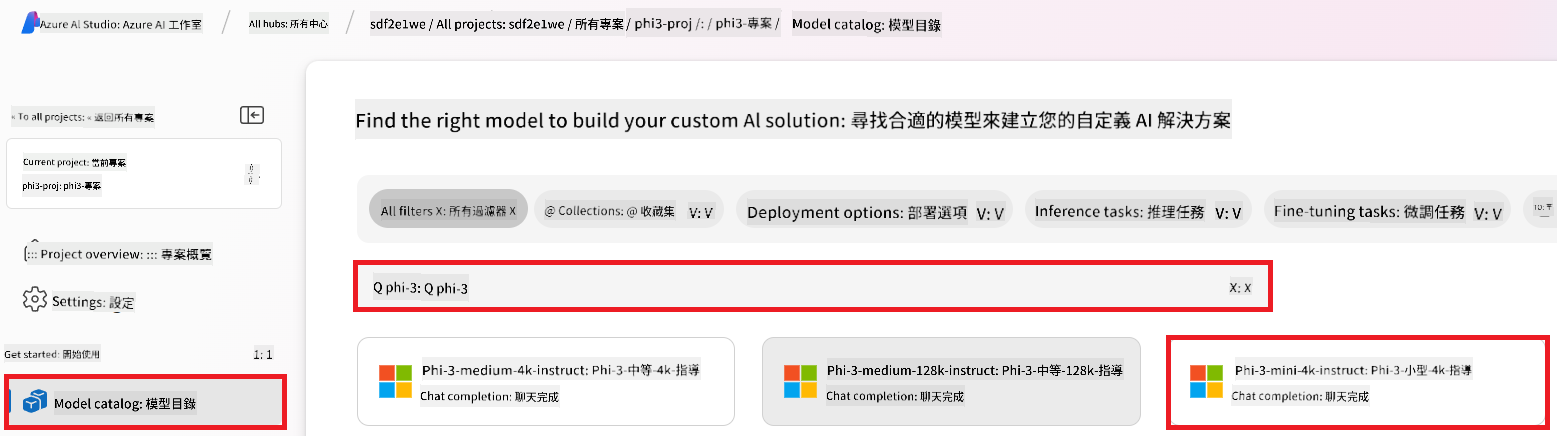 Azure AI Studio: Azure AI 工作室 / All hubs: 所有中心 / sdf2e1we / All projects: sdf2e1we / 所有專案 / phi3-proj /: / phi3-專案 / Model catalog: 模型目錄
« To all projects: « 返回所有專案
Current project: 當前專案
phi3-proj: phi3-專案
::: Project overview: ::: 專案概覽
Settings: 設定
Get started: 開始使用 1: 1
Model catalog: 模型目錄
Find the right model to build your custom AI solution: 尋找合適的模型來建立您的自定義 AI 解決方案
All filters X: 所有過濾器 X
@ Collections: @ 收藏集 V: V
Deployment options: 部署選項 V: V
Inference tasks: 推理任務 V: V
Fine-tuning tasks: 微調任務 V: V
Q phi-3: Q phi-3 X: X
Phi-3-medium-4k-instruct: Phi-3-中等-4k-指導
Chat completion: 聊天完成
Phi-3-medium-128k-instruct: Phi-3-中等-128k-指導
Chat completion: 聊天完成
Phi-3-mini-4k-instruct: Phi-3-小型-4k-指導
Chat completion: 聊天完成